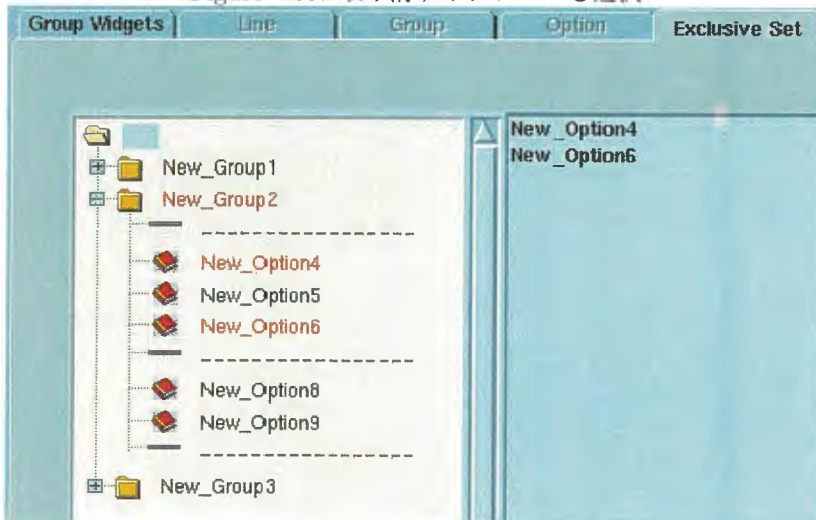 Group Widgets Line Group Option Exclusive Set
New_Group1
New_Group2
New_Option4
New_Option5
New_Option6
New_Option8
New_Option9
New_Group3
New_Option4
New_Option6